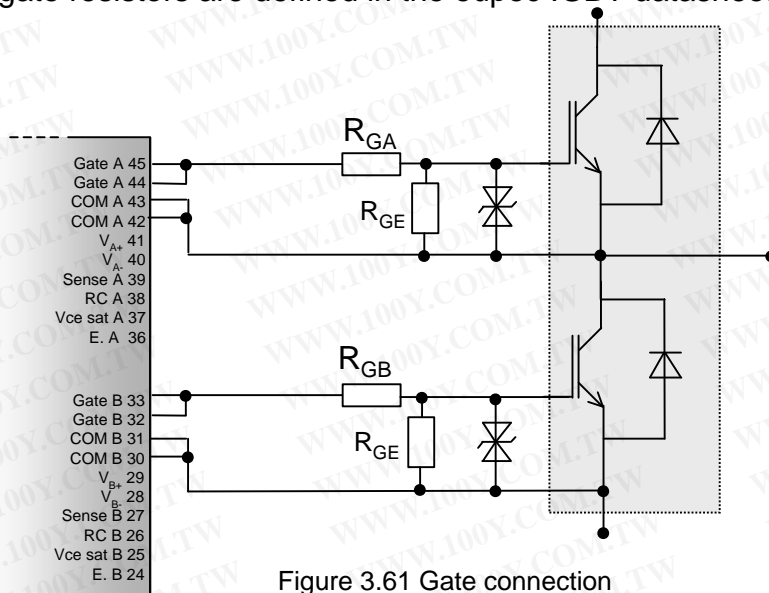 gate resistors are defined in the eupec IGBT datasheet
Gate A 45
Gate A 44
COM A 43
COM A 42
VA+ 41
VA- 40
Sense A 39
RC A 38
Vce sat A 37
E. A 36
RGA
RGE
Gate B 33
Gate B 32
COM B 31
COM B 30
VB+ 29
VB- 28
Sense B 27
RC B 26
Vce sat B 25
E. B 24
RGB
RGE
Figure 3.61 Gate connection
WWW.100Y.COM.TW